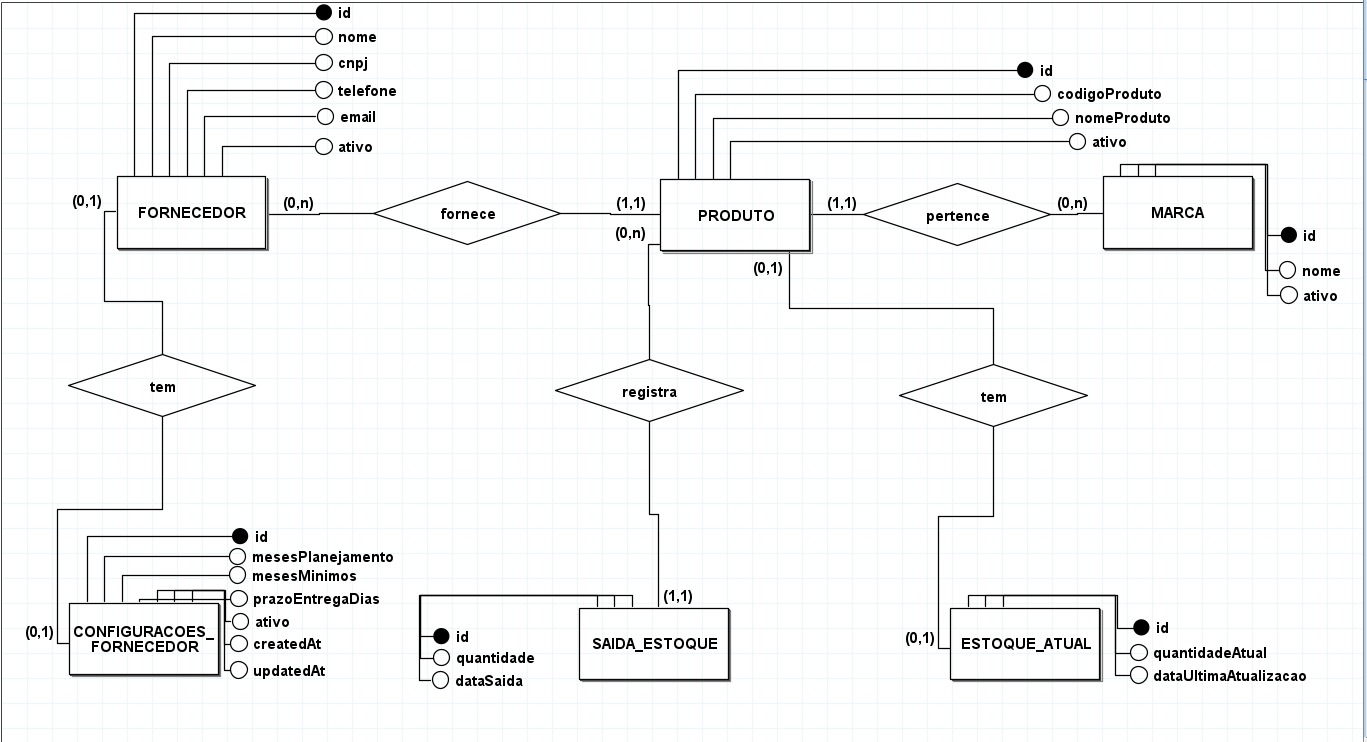 id
nome
cnpj
telefone
email
ativo
FORNECEDOR
(0,1)
(0,n)
fornece
(1,1)
(0,n)
id
codigoProduto
nomeProduto
ativo
PRODUTO
(0,1)
(1,1)
pertence
(0,n)
MARCA
id
nome
ativo
tem
registra
tem
id
mesesPlanejamento
mesesMinimos
prazoEntregaDias
ativo
createdAt
updatedAt
(0,1)
CONFIGURACOES_
FORNECEDOR
id
quantidade
dataSaida
(1,1)
SAIDA_ESTOQUE
(0,1)
ESTOQUE_ATUAL
id
quantidadeAtual
dataUltimaAtualizacao